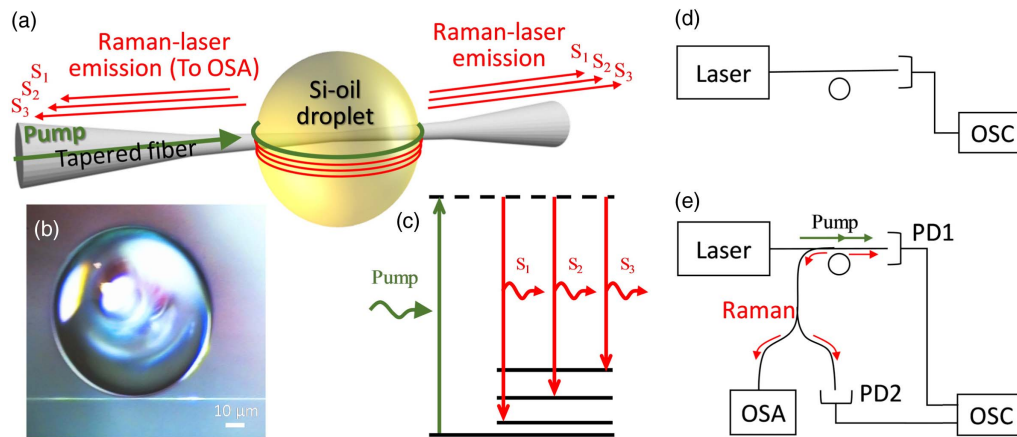 (a)
Raman-laser
emission (To OSA)
S₁
S₂
S₃
Raman-laser
emission
S₁
S₂
S₃
Si-oil
droplet
Pump
Tapered fiber
(b)
10 μm
(c)
Pump
S₁
S₂
S₃
(d)
Laser
OSC
(e)
Laser
Pump
PD1
Raman
OSA
PD2
OSC